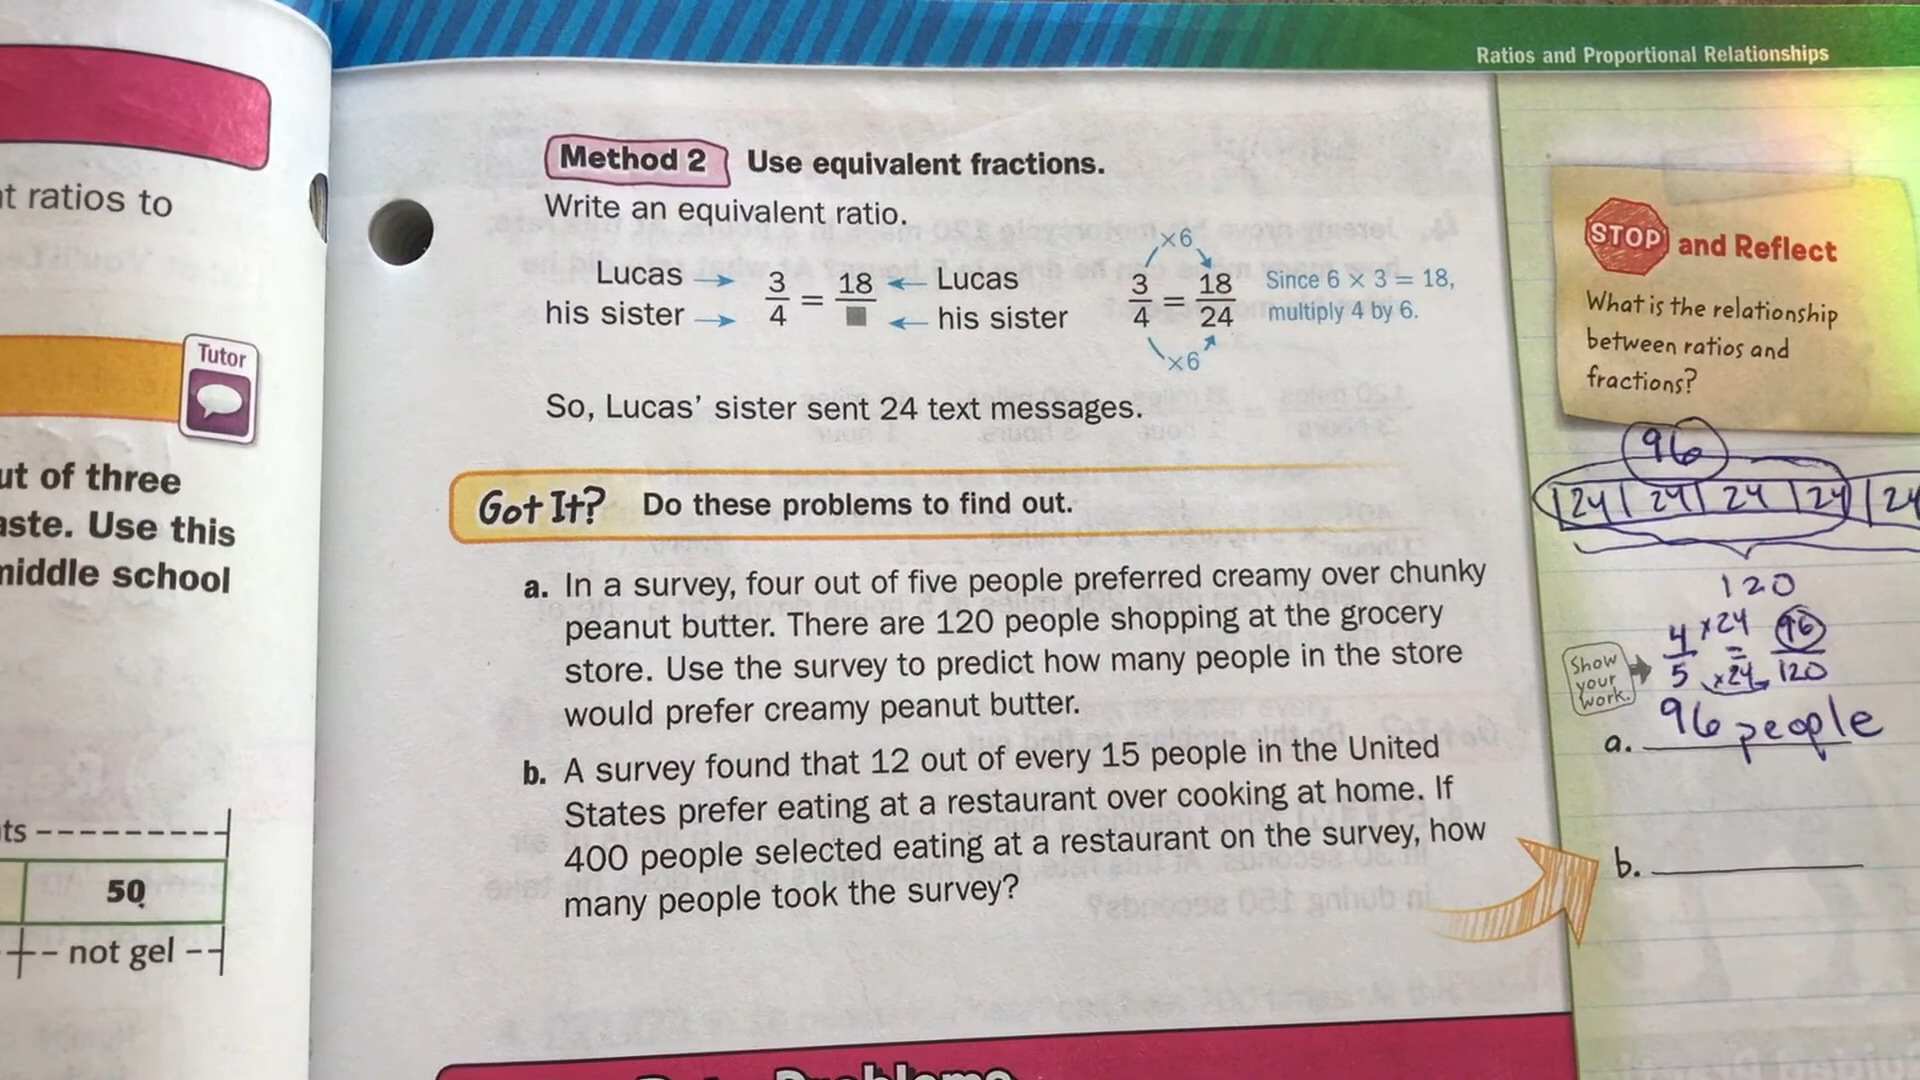 Ratios and Proportional Relationships
t ratios to
Tutor
ut of three
aste. Use this
middle school
ts
50
not gel
Method 2 Use equivalent fractions.
Write an equivalent ratio.
Lucas → 3/4 = 18/■ ← Lucas
his sister → ← his sister
×6
3/4 = 18/24
×6
Since 6 × 3 = 18,
multiply 4 by 6.
So, Lucas' sister sent 24 text messages.
Got It? Do these problems to find out.
a. In a survey, four out of five people preferred creamy over chunky
peanut butter. There are 120 people shopping at the grocery
store. Use the survey to predict how many people in the store
would prefer creamy peanut butter.
b. A survey found that 12 out of every 15 people in the United
States prefer eating at a restaurant over cooking at home. If
400 people selected eating at a restaurant on the survey, how
many people took the survey?
STOP and Reflect
What is the relationship
between ratios and
fractions?
96
24 24 24 24 24
120
4/5 ×24 = ×24 96/120
Show
your
work.
96 people
a.
b.